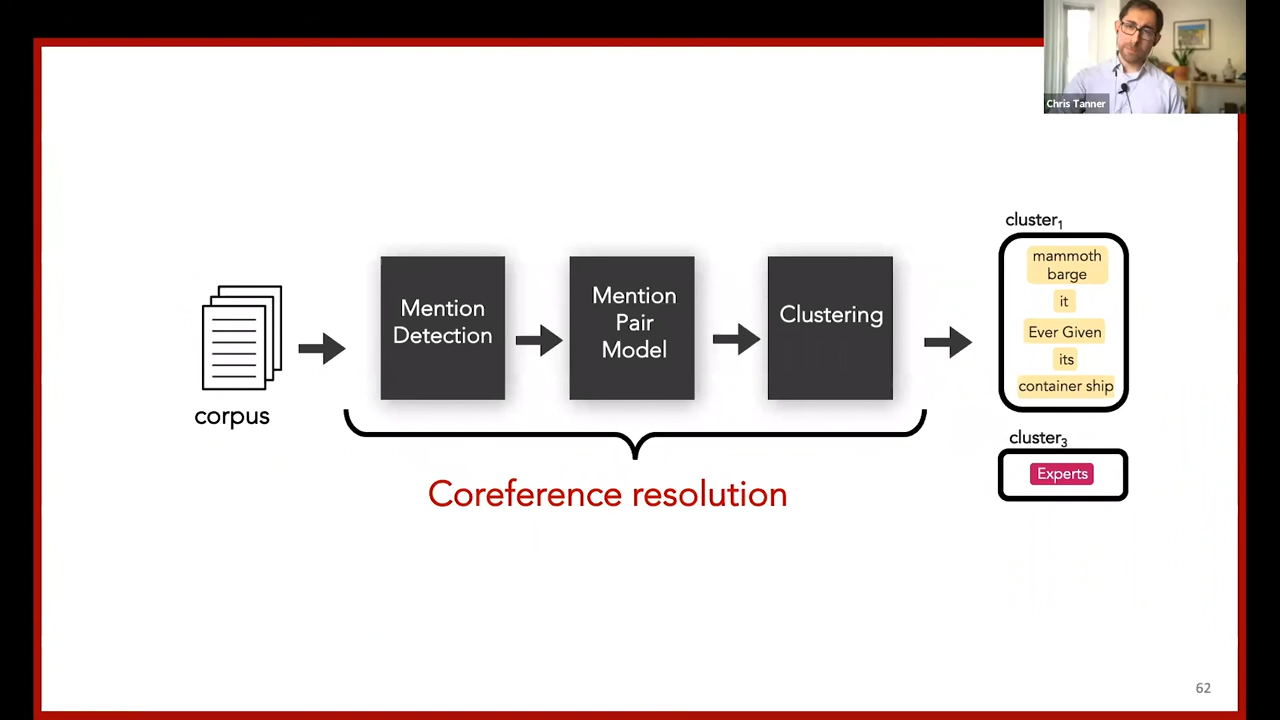 Chris Tanner
corpus
Mention
Detection
Mention
Pair
Model
Clustering
Coreference resolution
cluster₁
mammoth
barge
it
Ever Given
its
container ship
cluster₃
Experts
62